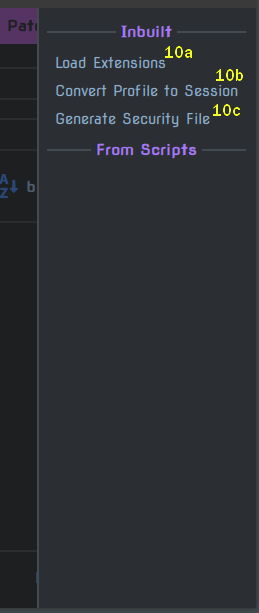 Inbuilt
Pat
Load Extensions 10a
10b
Convert Profile to Session
Generate Security File 10c
From Scripts
A
Z
b